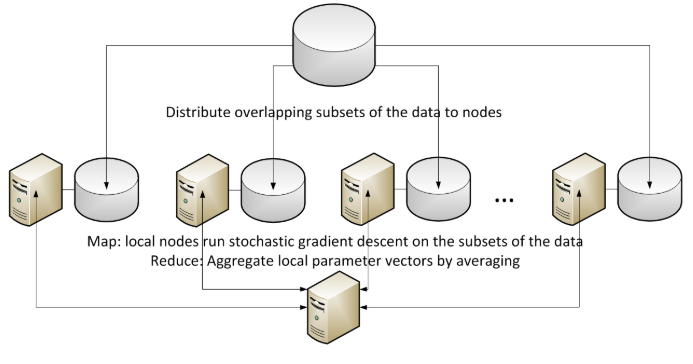 Distribute overlapping subsets of the data to nodes
...
Map: local nodes run stochastic gradient descent on the subsets of the data
Reduce: Aggregate local parameter vectors by averaging